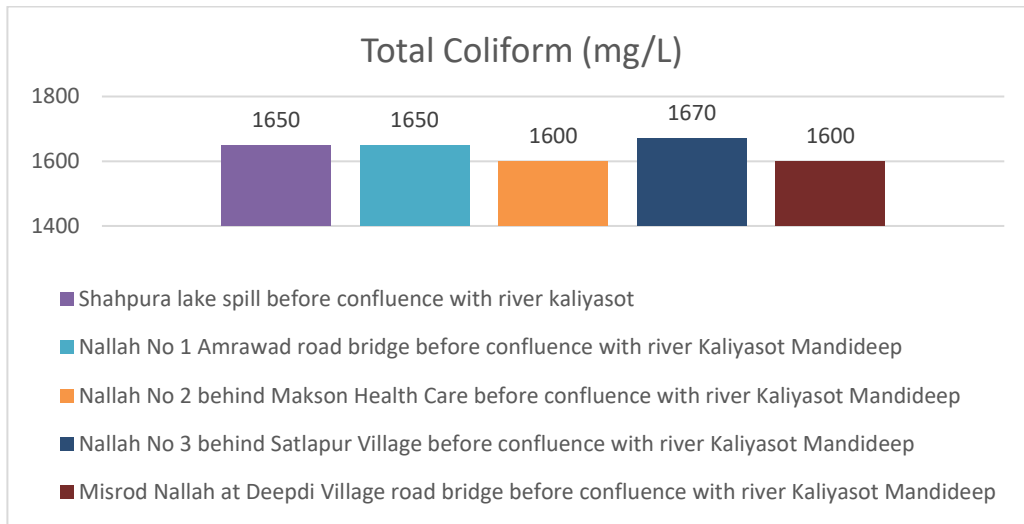 Total Coliform (mg/L)
1800
1600
1400
1650
1650
1600
1670
1600
Shahpura lake spill before confluence with river kaliyasot
Nallah No 1 Amrawad road bridge before confluence with river Kaliyasot Mandideep
Nallah No 2 behind Makson Health Care before confluence with river Kaliyasot Mandideep
Nallah No 3 behind Satlapur Village before confluence with river Kaliyasot Mandideep
Misrod Nallah at Deepdi Village road bridge before confluence with river Kaliyasot Mandideep